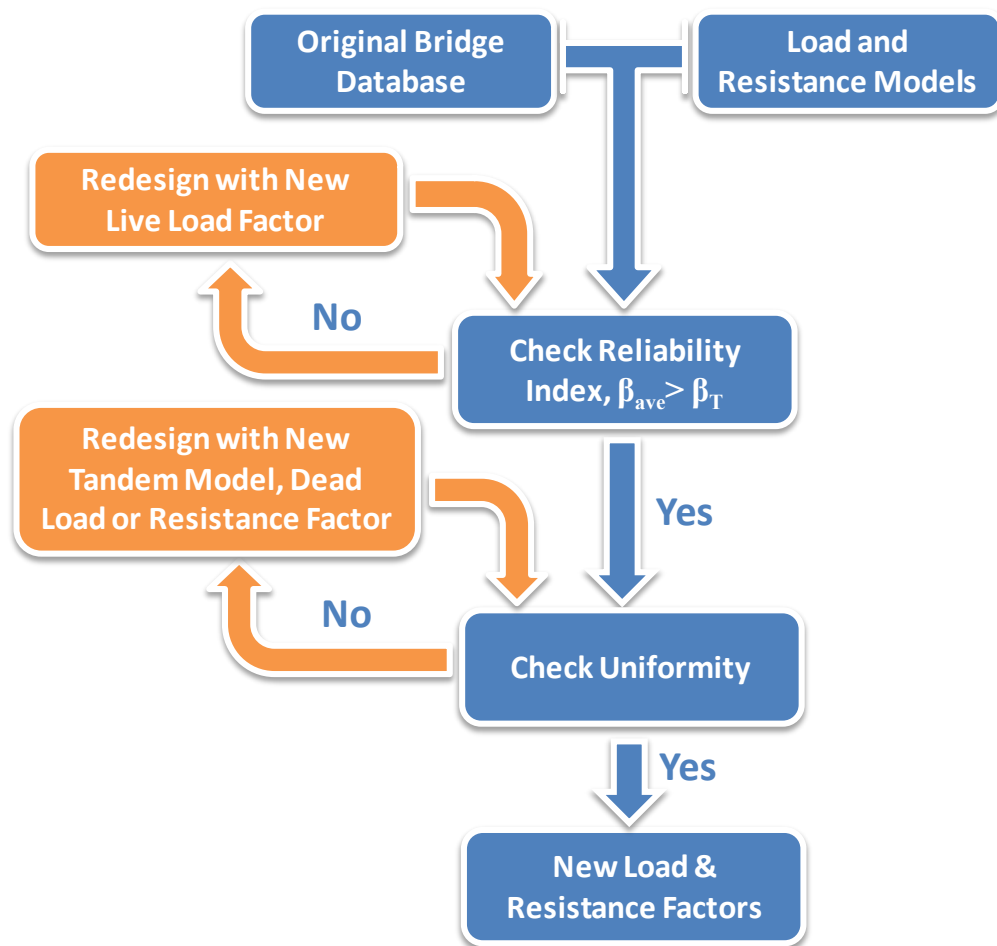 Original Bridge
Database
Load and
Resistance Models
Redesign with New
Live Load Factor
No
Check Reliability
Index, βave> βT
Redesign with New
Tandem Model, Dead
Load or Resistance Factor
Yes
No
Check Uniformity
Yes
New Load &
Resistance Factors